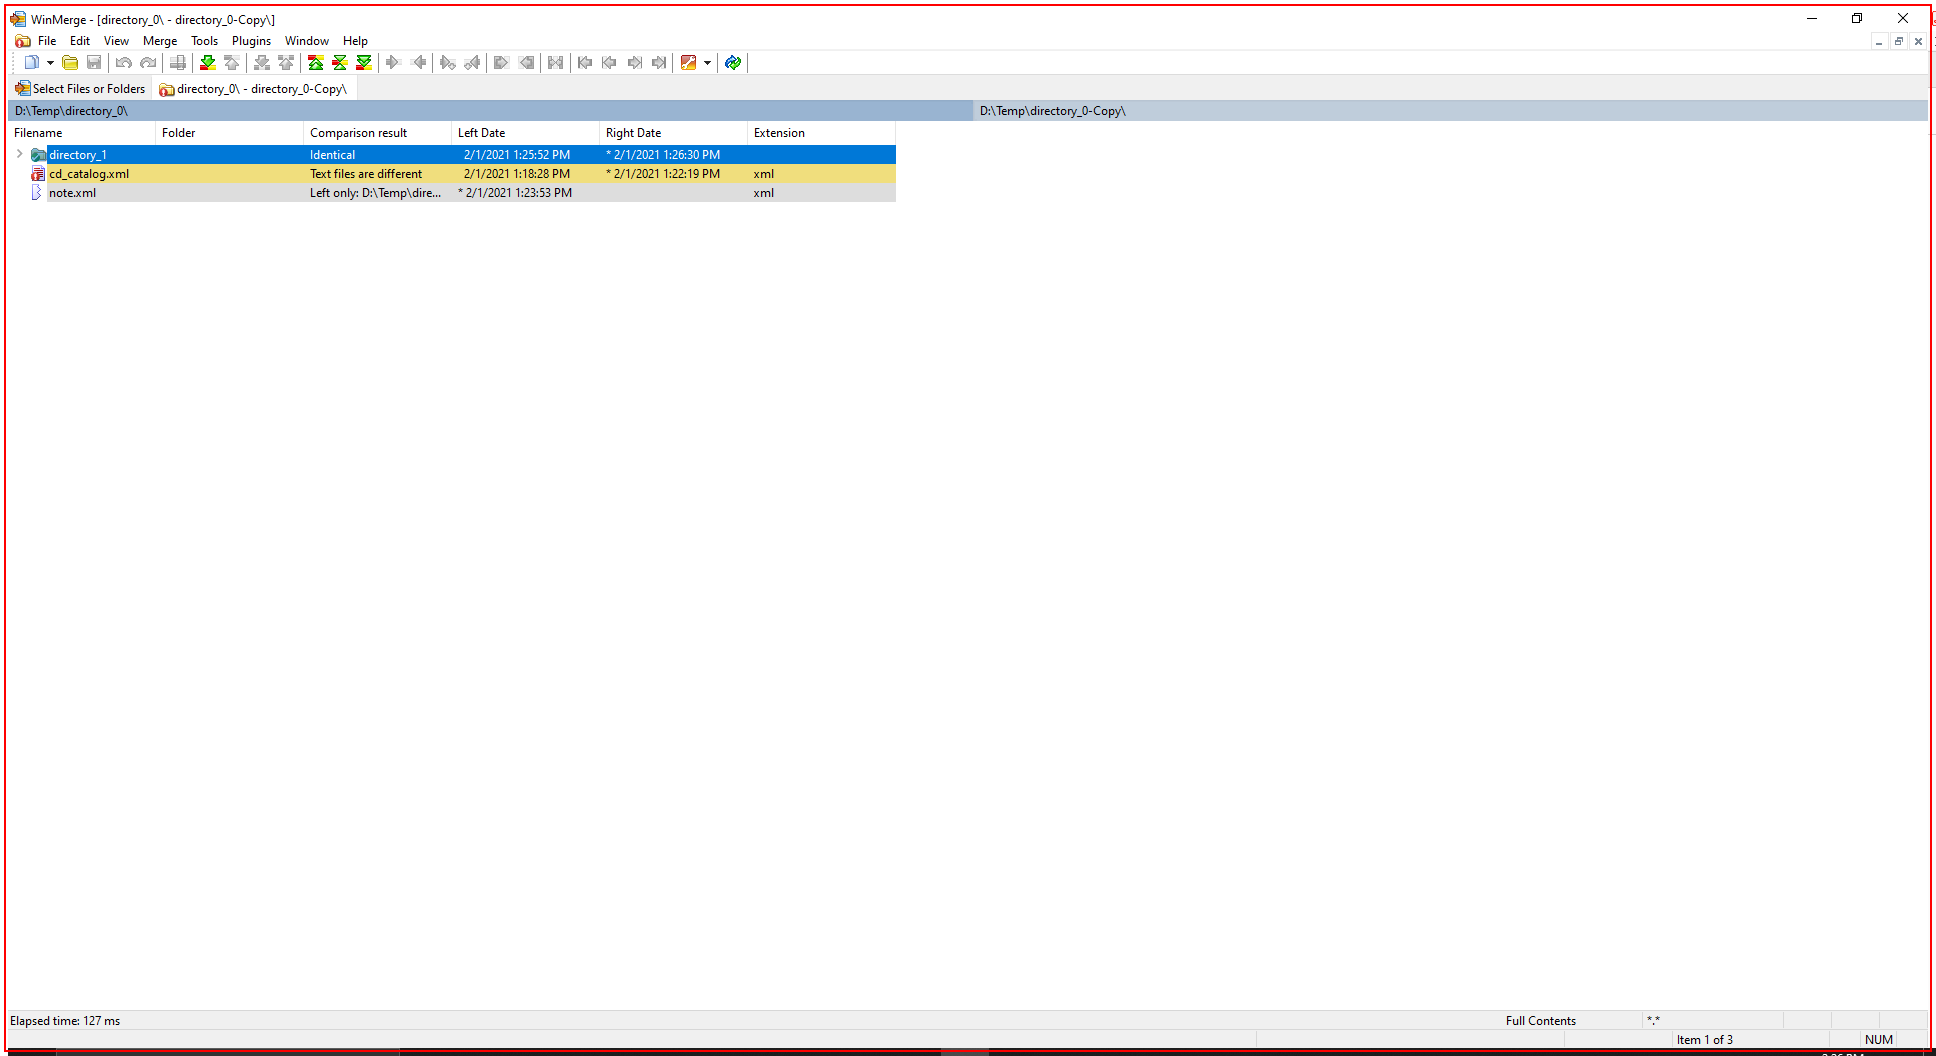 WinMerge - [directory_0\ - directory_0-Copy\]
File Edit View Merge Tools Plugins Window Help
Select Files or Folders directory_0\ - directory_0-Copy\
D:\Temp\directory_0\ D:\Temp\directory_0-Copy\
Filename Folder Comparison result Left Date Right Date Extension
directory_1 Identical 2/1/2021 1:25:52 PM * 2/1/2021 1:26:30 PM
cd_catalog.xml Text files are different 2/1/2021 1:18:28 PM * 2/1/2021 1:22:19 PM xml
note.xml Left only: D:\Temp\dire... * 2/1/2021 1:23:53 PM xml
Elapsed time: 127 ms Full Contents *.*
Item 1 of 3 NUM